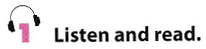 1 Listen and read.